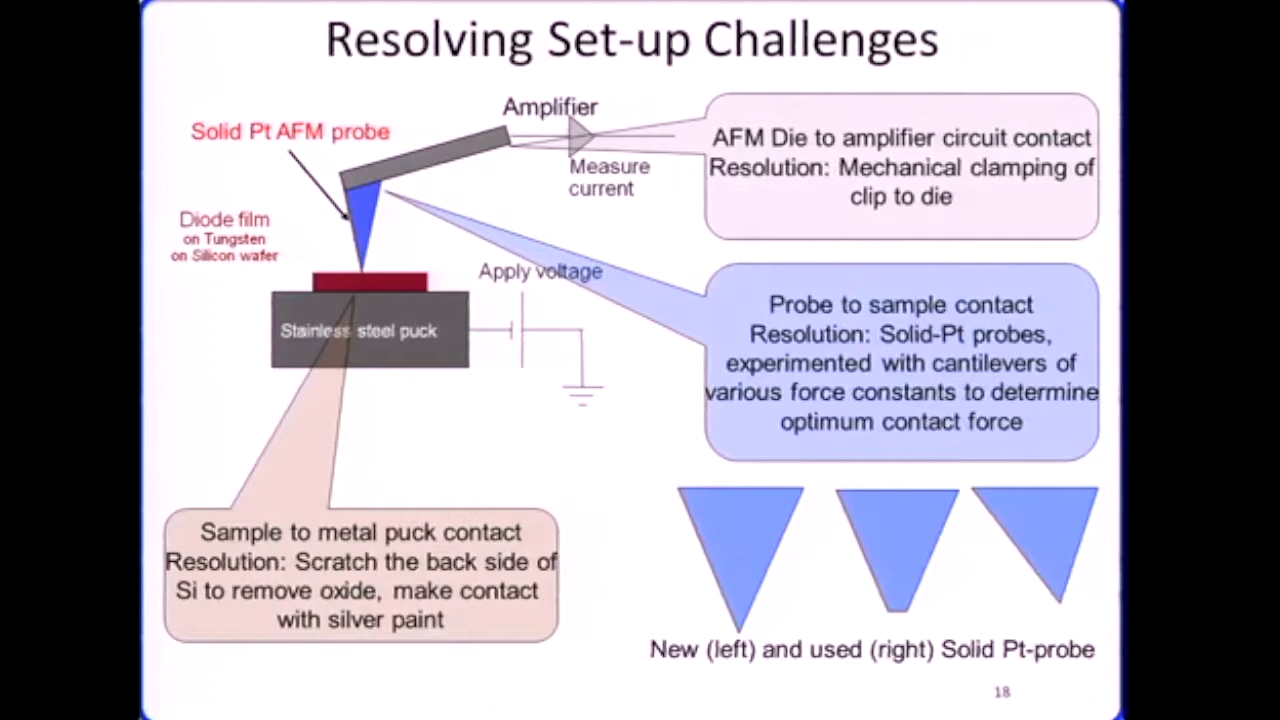 Resolving Set-up Challenges
Amplifier
Solid Pt AFM probe
Measure
current
AFM Die to amplifier circuit contact
Resolution: Mechanical clamping of
clip to die
Diode film
on Tungsten
on Silicon wafer
Apply voltage
Stainless steel puck
Probe to sample contact
Resolution: Solid-Pt probes,
experimented with cantilevers of
various force constants to determine
optimum contact force
Sample to metal puck contact
Resolution: Scratch the back side of
Si to remove oxide, make contact
with silver paint
New (left) and used (right) Solid Pt-probe
18